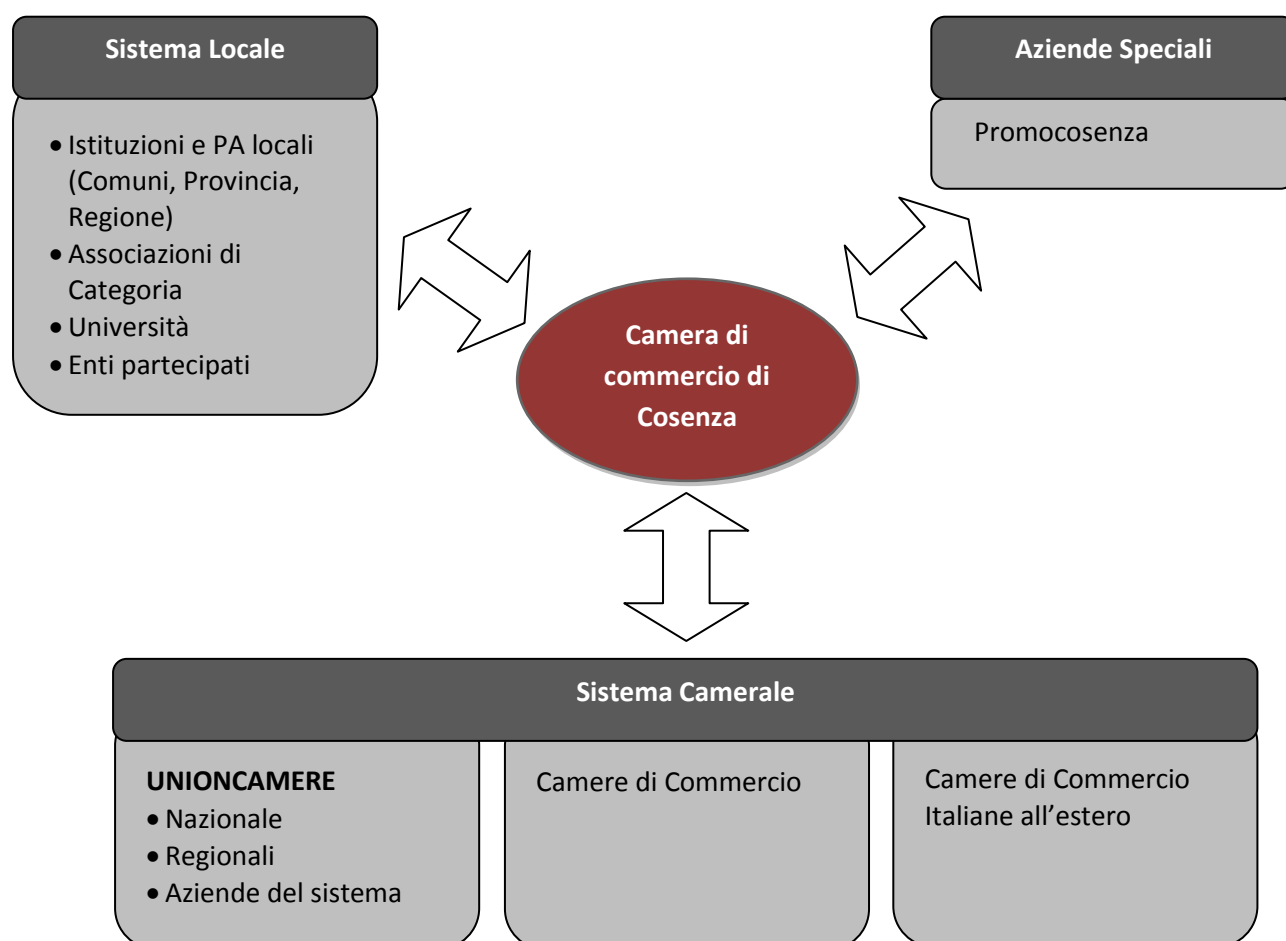 Sistema Locale
• Istituzioni e PA locali
(Comuni, Provincia,
Regione)
• Associazioni di
Categoria
• Università
• Enti partecipati
Aziende Speciali
Promocosenza
Camera di
commercio di
Cosenza
Sistema Camerale
UNIONCAMERE
• Nazionale
• Regionali
• Aziende del sistema
Camere di Commercio
Camere di Commercio
Italiane all’estero